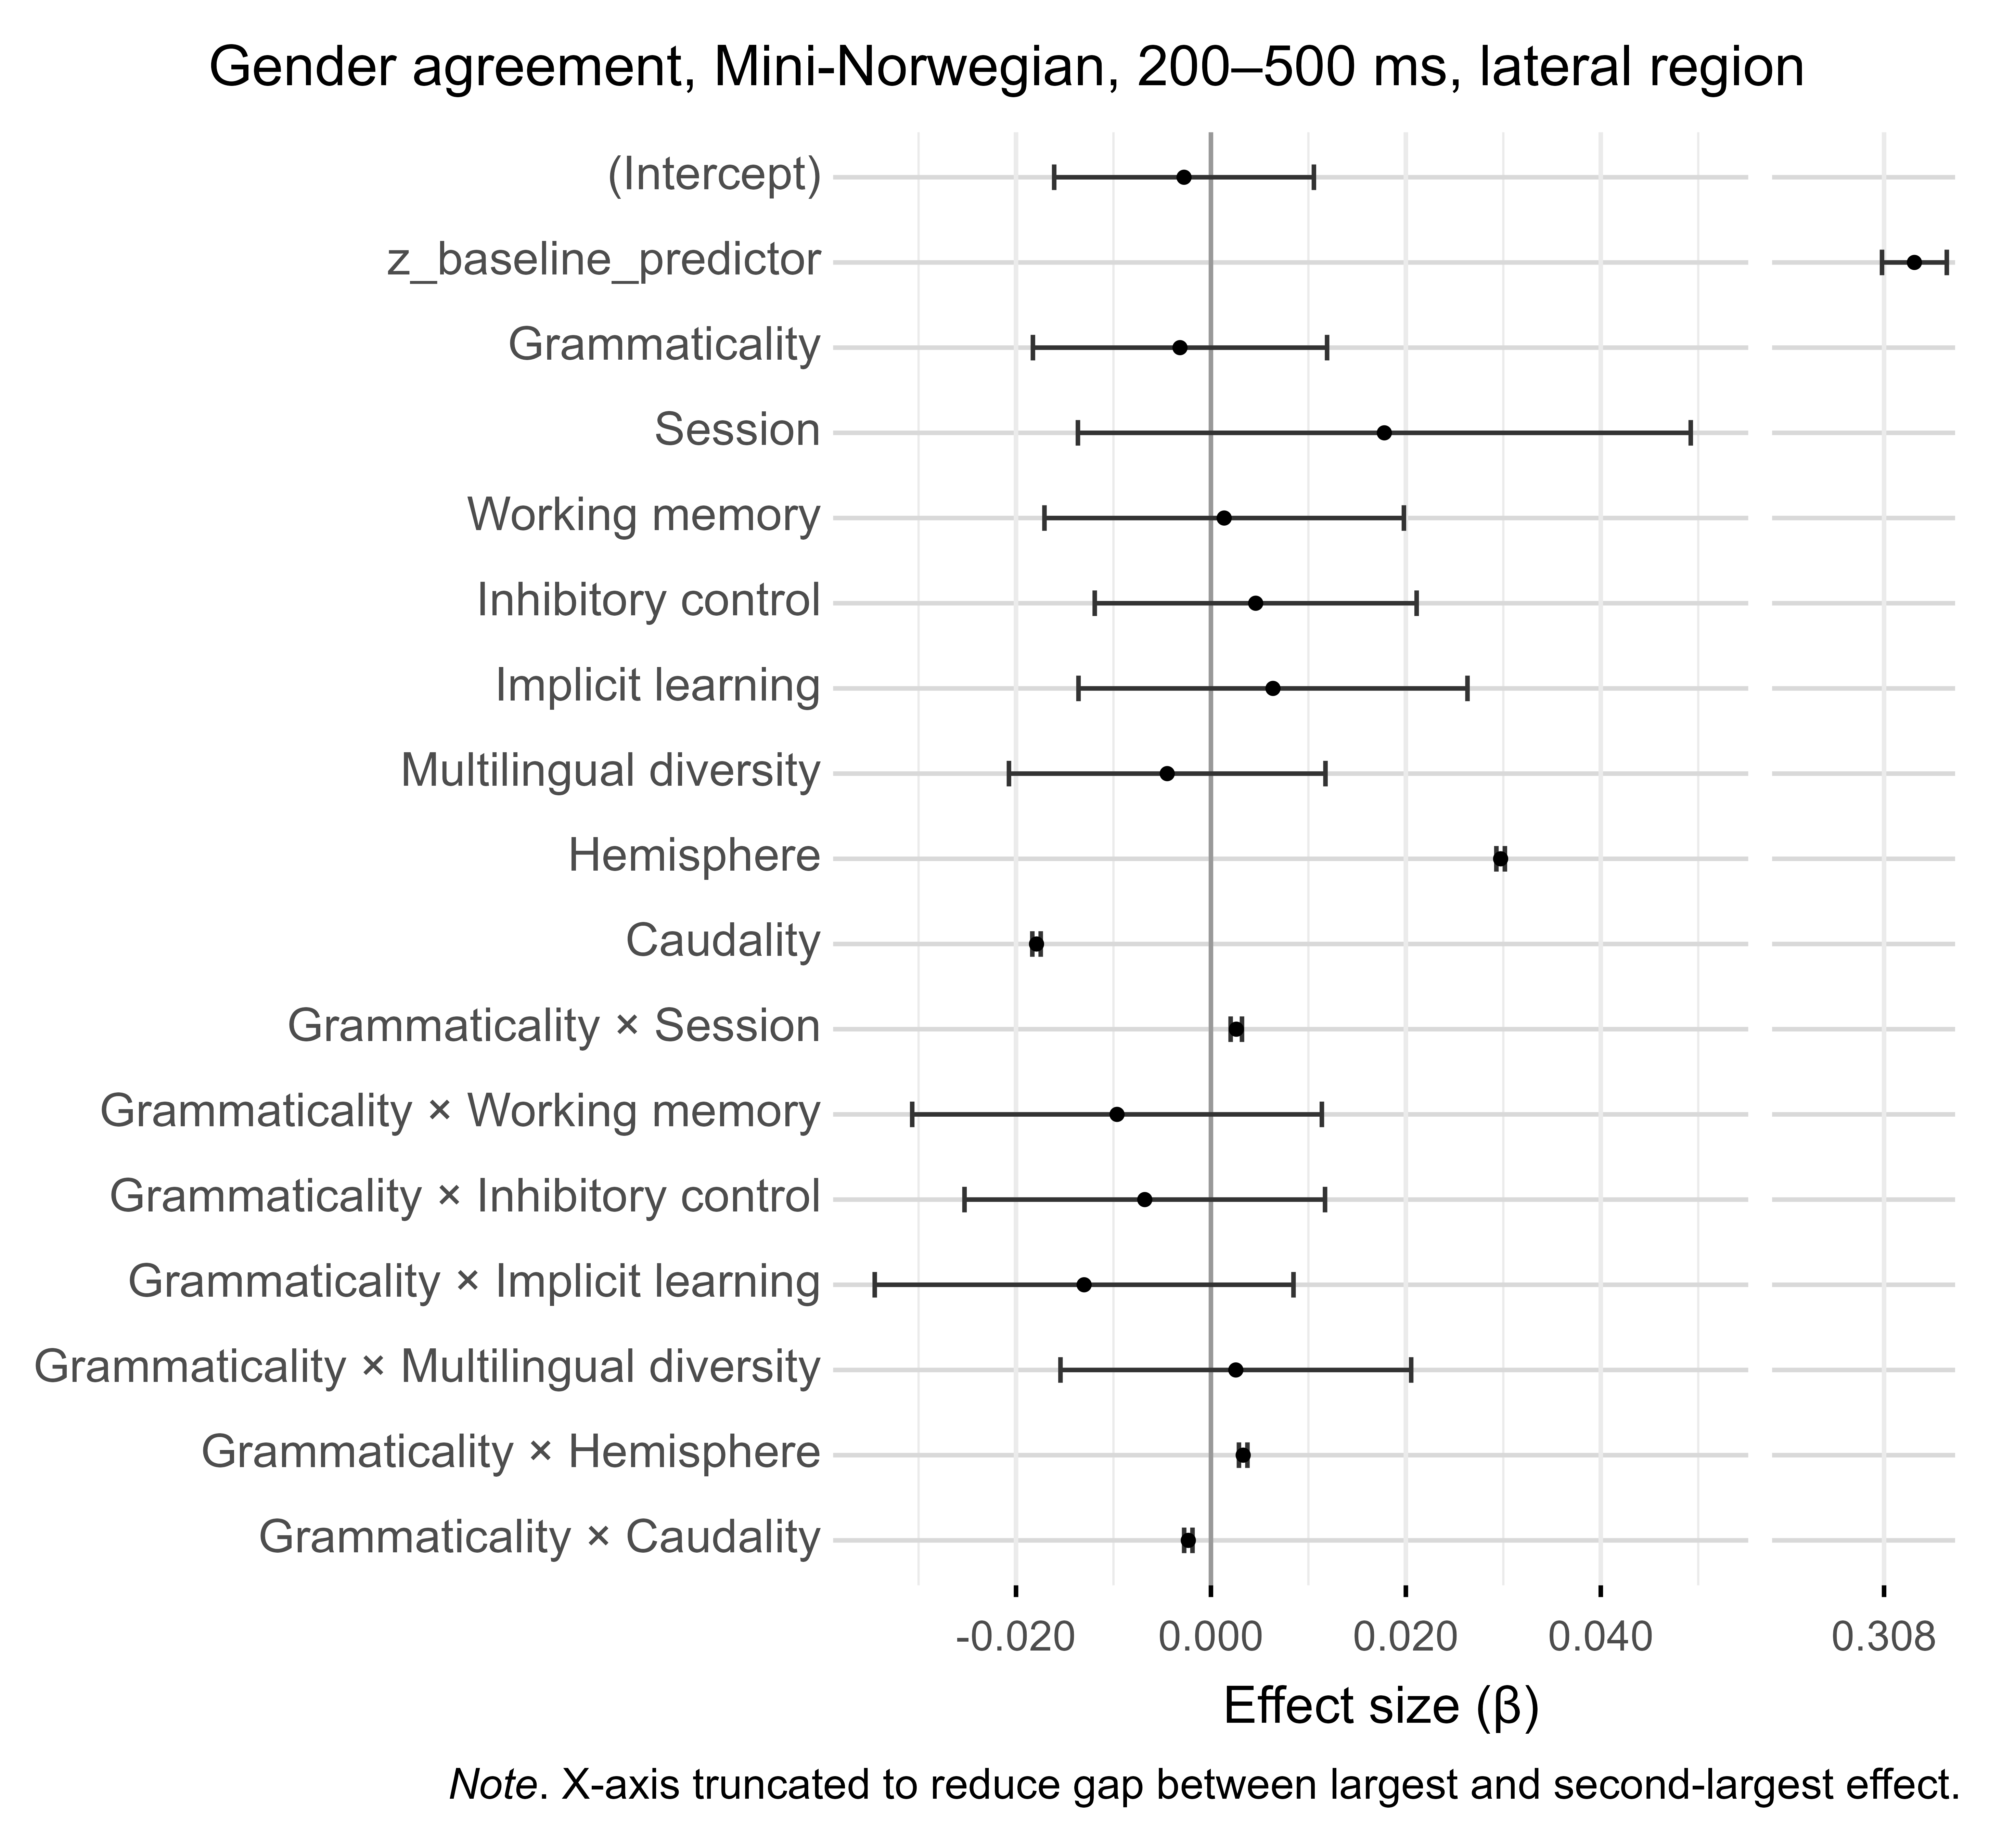 Gender agreement, Mini-Norwegian, 200–500 ms, lateral region
(Intercept)
z_baseline_predictor
Grammaticality
Session
Working memory
Inhibitory control
Implicit learning
Multilingual diversity
Hemisphere
Caudality
Grammaticality × Session
Grammaticality × Working memory
Grammaticality × Inhibitory control
Grammaticality × Implicit learning
Grammaticality × Multilingual diversity
Grammaticality × Hemisphere
Grammaticality × Caudality
-0.020 0.000 0.020 0.040 0.308
Effect size (β)
Note. X-axis truncated to reduce gap between largest and second-largest effect.